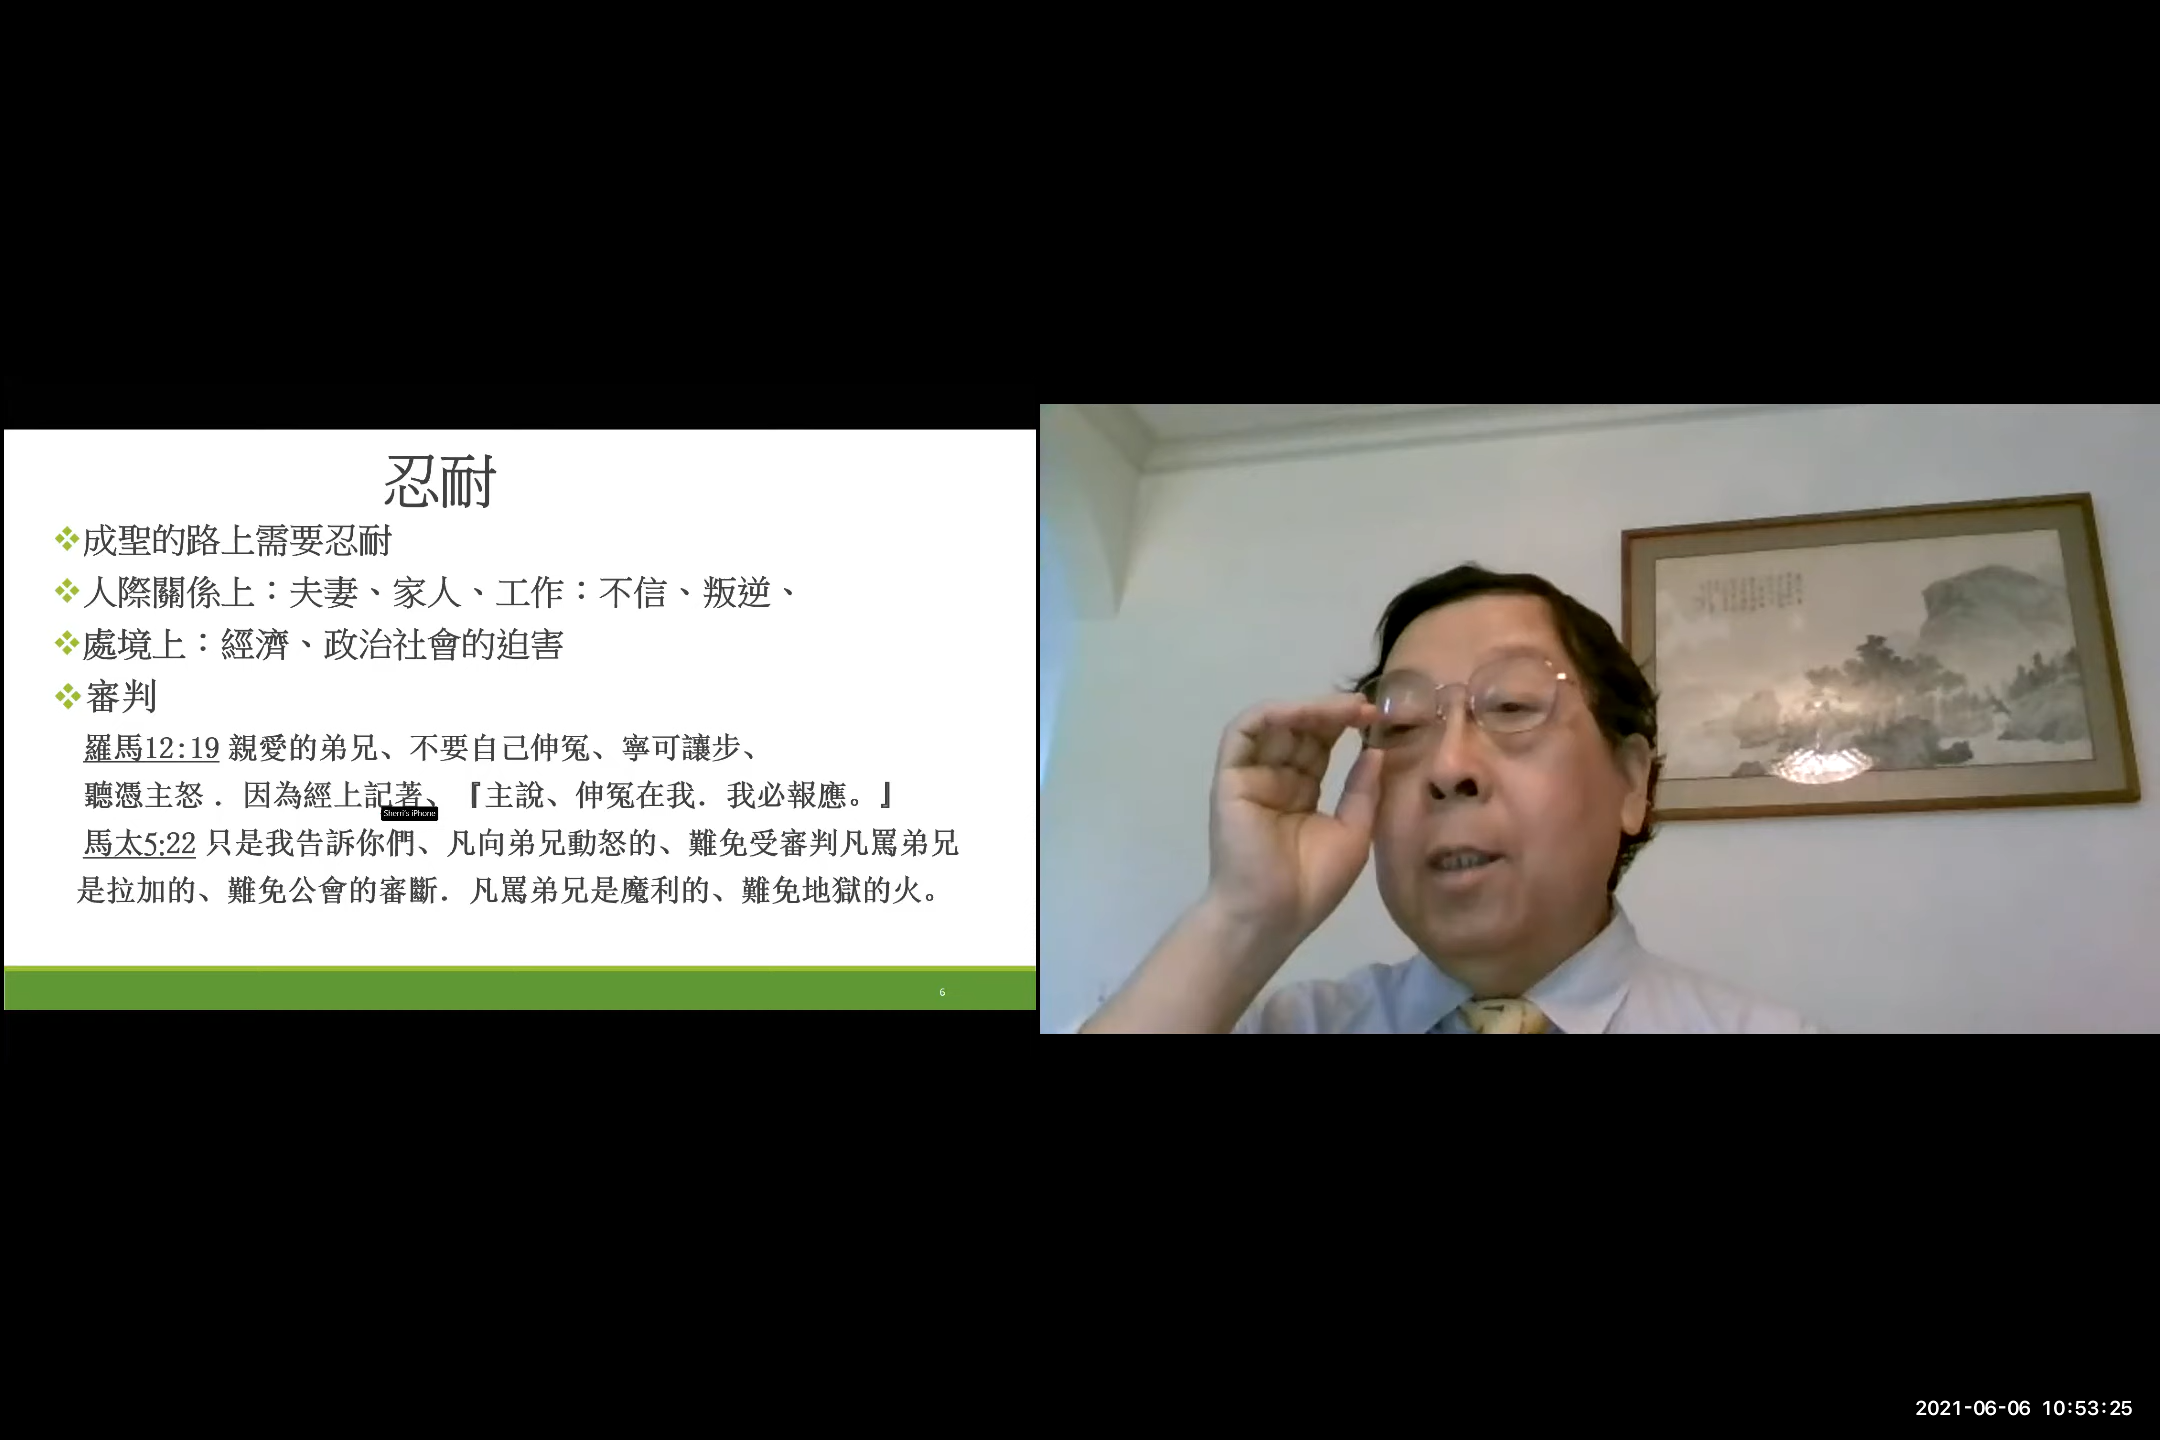 忍耐
成聖的路上需要忍耐
人際關係上：夫妻、家人、工作：不信、叛逆、
處境上：經濟、政治社會的迫害
審判
羅馬12:19 親愛的弟兄、不要自己伸冤、寧可讓步、
聽憑主怒．因為經上記著、『主說、伸冤在我．我必報應。』
Sherri's iPhone
馬太5:22 只是我告訴你們、凡向弟兄動怒的、難免受審判凡罵弟兄
是拉加的、難免公會的審斷．凡罵弟兄是魔利的、難免地獄的火。
6
2021-06-06 10:53:25